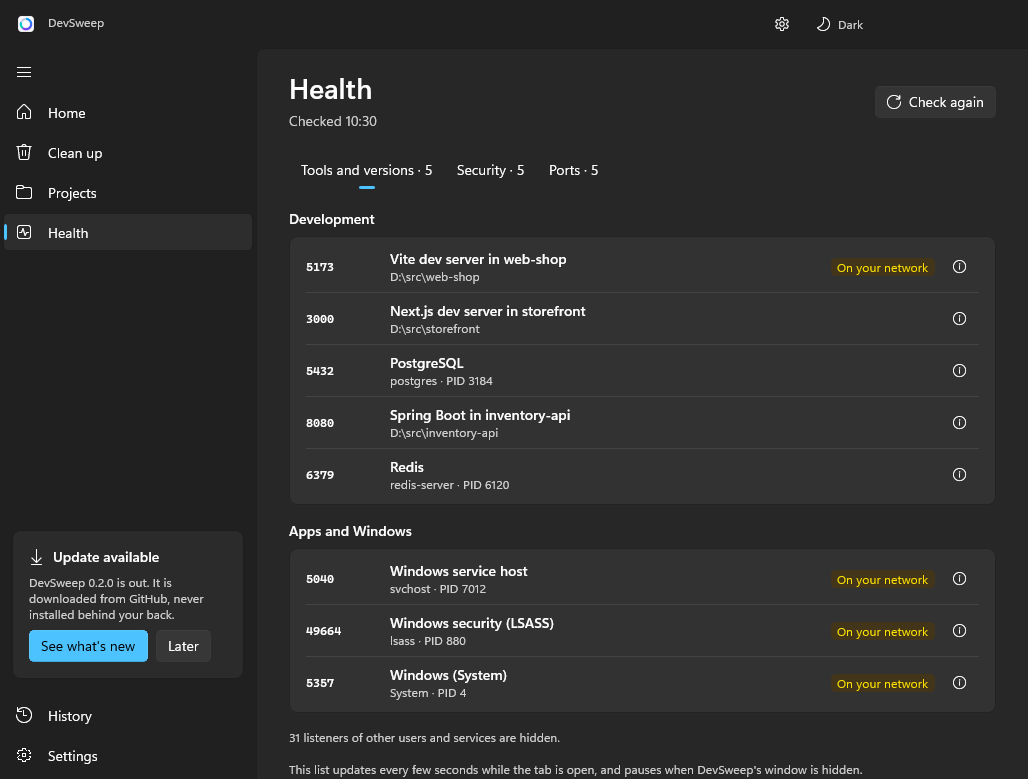 DevSweep
Dark
Home
Clean up
Projects
Health
Update available
DevSweep 0.2.0 is out. It is
downloaded from GitHub, never
installed behind your back.
See what's new
Later
History
Settings
Health
Checked 10:30
Check again
Tools and versions · 5
Security · 5
Ports · 5
Development
5173
Vite dev server in web-shop
D:\src\web-shop
On your network
3000
Next.js dev server in storefront
D:\src\storefront
5432
PostgreSQL
postgres · PID 3184
8080
Spring Boot in inventory-api
D:\src\inventory-api
6379
Redis
redis-server · PID 6120
Apps and Windows
5040
Windows service host
svchost · PID 7012
On your network
49664
Windows security (LSASS)
lsass · PID 880
On your network
5357
Windows (System)
System · PID 4
On your network
31 listeners of other users and services are hidden.
This list updates every few seconds while the tab is open, and pauses when DevSweep's window is hidden.